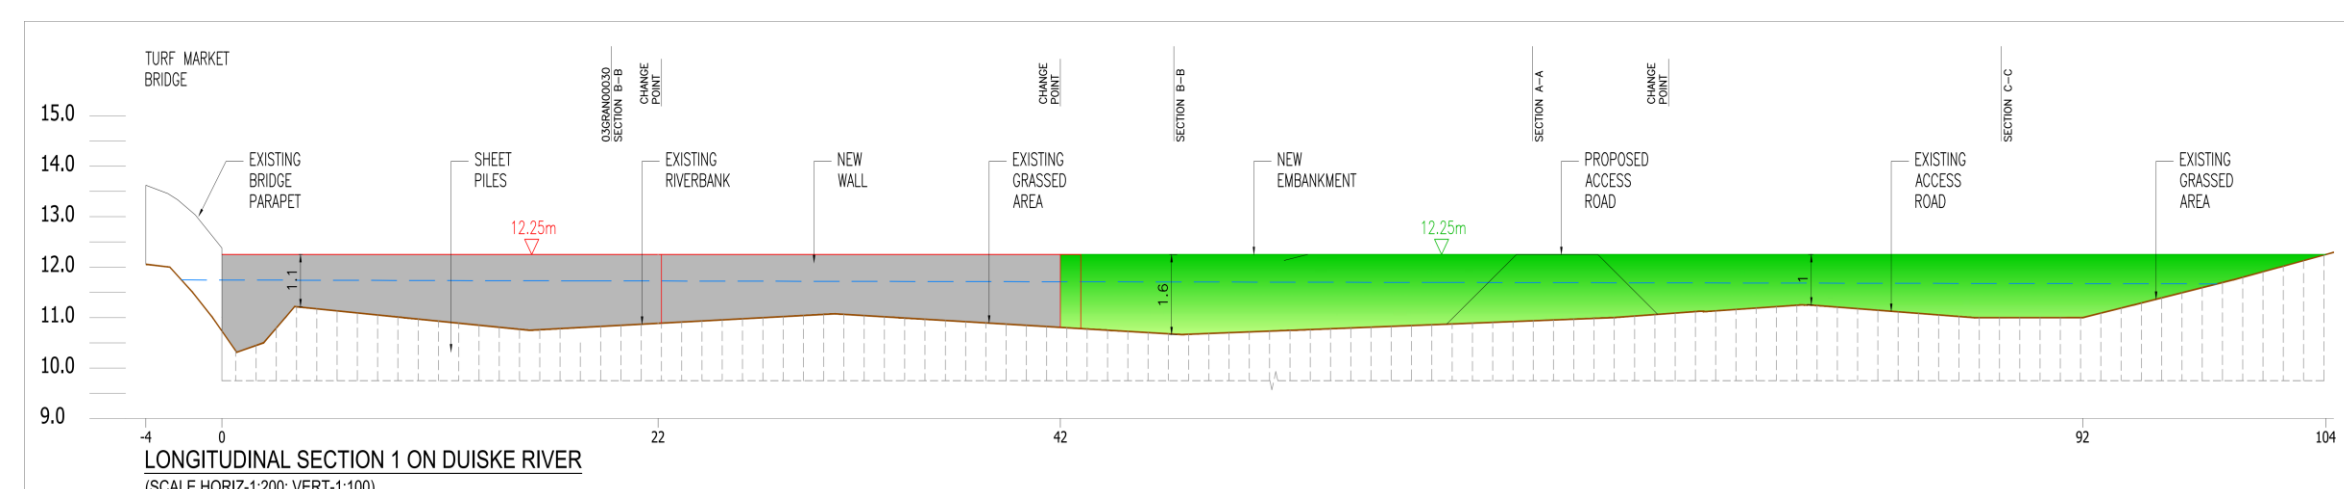 TURF MARKET
BRIDGE
03GRAN00030
SECTION B-B
CHANGE
POINT
CHANGE
POINT
SECTION B-B
SECTION A-A
CHANGE
POINT
SECTION C-C
15.0
14.0
13.0
12.0
11.0
10.0
9.0
EXISTING
BRIDGE
PARAPET
SHEET
PILES
EXISTING
RIVERBANK
NEW
WALL
EXISTING
GRASSED
AREA
NEW
EMBANKMENT
PROPOSED
ACCESS
ROAD
EXISTING
ACCESS
ROAD
EXISTING
GRASSED
AREA
12.25m
12.25m
1.1
1.6
1
-4
0
22
42
92
104
LONGITUDINAL SECTION 1 ON DUISKE RIVER
(SCALE HORIZ-1:200; VERT-1:100)